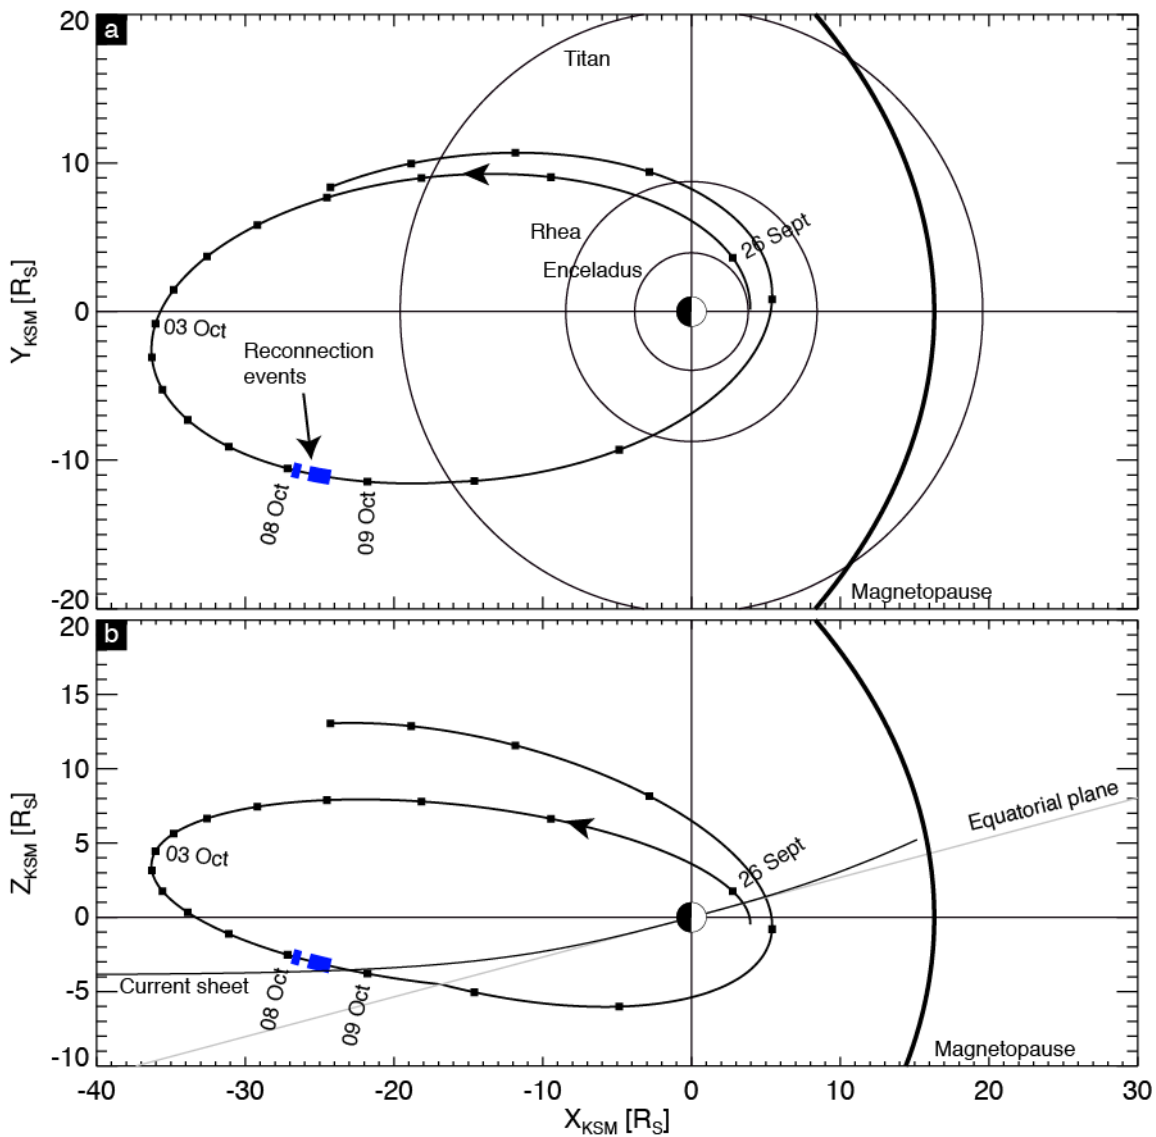 a
20
10
0
-10
-20
Y_KSM [R_S]
Titan
Rhea
Enceladus
26 Sept
03 Oct
Reconnection
events
08 Oct
09 Oct
Magnetopause
b
20
15
10
5
0
-5
-10
Z_KSM [R_S]
Equatorial plane
26 Sept
03 Oct
Current sheet
08 Oct
09 Oct
Magnetopause
-40 -30 -20 -10 0 10 20 30
X_KSM [R_S]